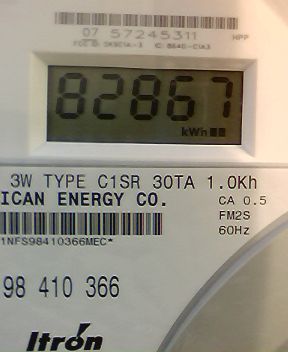 07 57245311 HPP
82867
kWh
3W TYPE C1SR 30TA 1.0Kh
ICAN ENERGY CO. CA 0.5
FM2S
60Hz
1NFS98410366MEC*
98 410 366
Itron